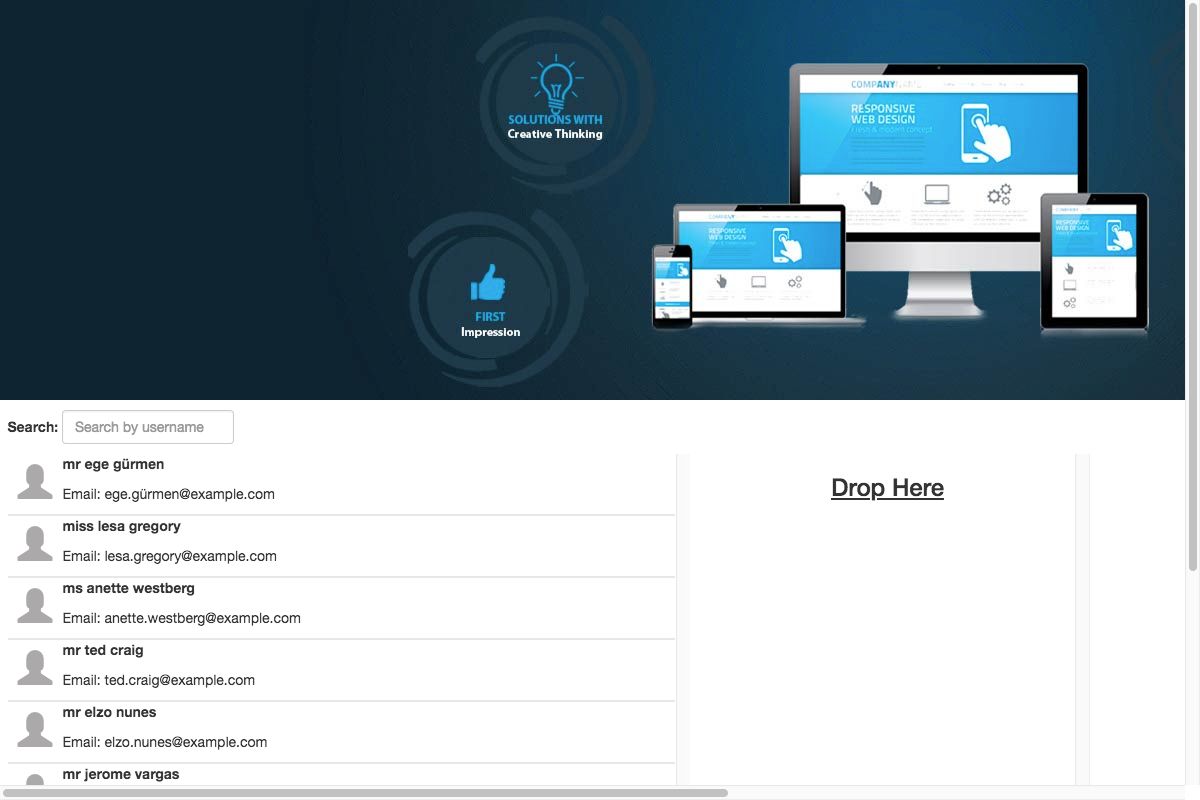 SOLUTIONS WITH
Creative Thinking
FIRST
Impression
COMPANY
RESPONSIVE
WEB DESIGN
Fresh & modern concept
COMPANY
RESPONSIVE
WEB DESIGN
RESPONSIVE
WEB DESIGN
Search: Search by username
mr ege gürmen
Email: ege.gürmen@example.com
miss lesa gregory
Email: lesa.gregory@example.com
ms anette westberg
Email: anette.westberg@example.com
mr ted craig
Email: ted.craig@example.com
mr elzo nunes
Email: elzo.nunes@example.com
mr jerome vargas
Drop Here